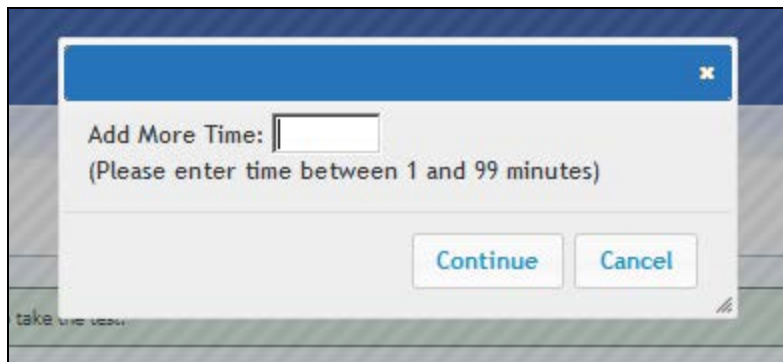 Add More Time:
(Please enter time between 1 and 99 minutes)
Continue Cancel
take the test.